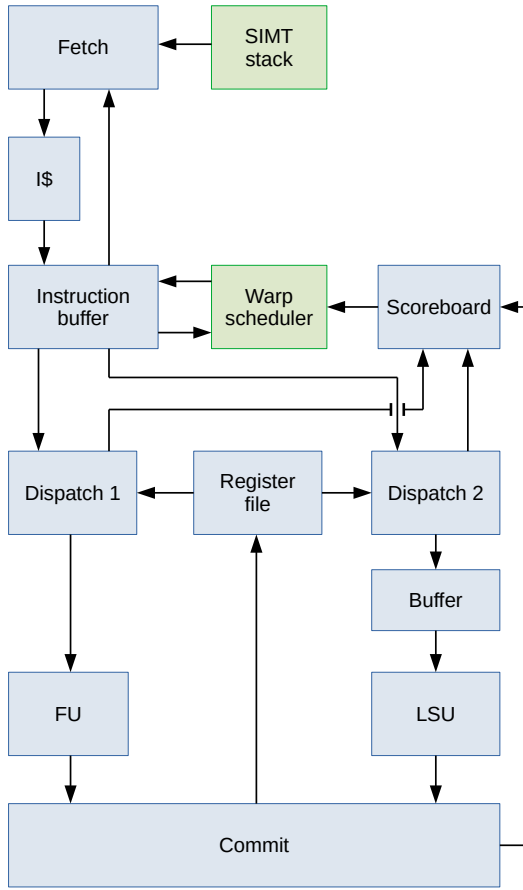 Fetch
SIMT
stack
I$
Instruction
buffer
Warp
scheduler
Scoreboard
Dispatch 1
Register
file
Dispatch 2
Buffer
FU
LSU
Commit